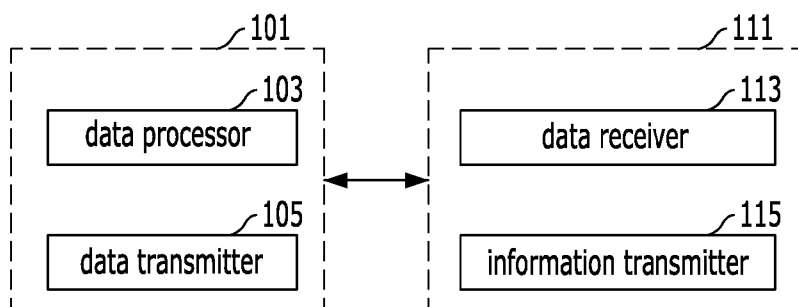 101
111
103
113
data processor
data receiver
105
115
data transmitter
information transmitter